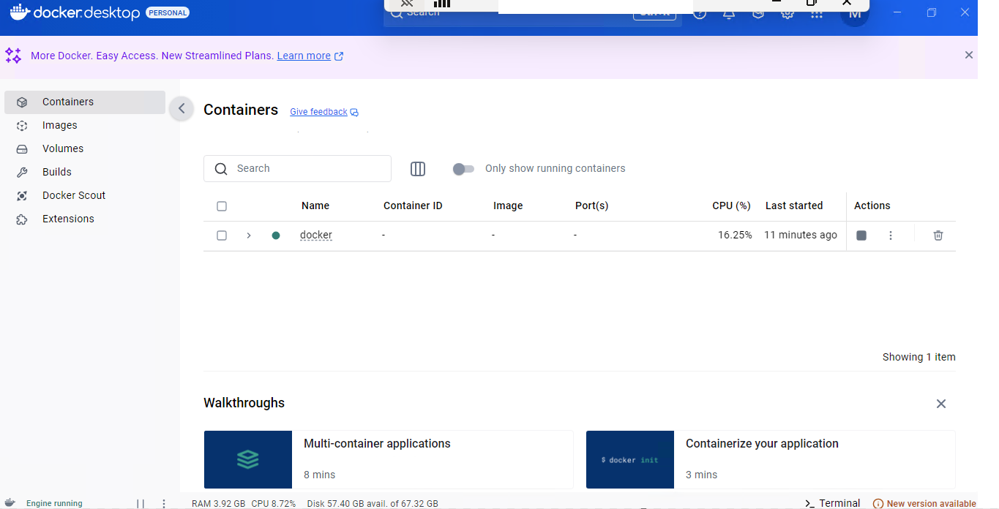 docker.desktop PERSONAL
Search
Ctrl+K
M
More Docker. Easy Access. New Streamlined Plans. Learn more
Containers
Images
Volumes
Builds
Docker Scout
Extensions
Containers Give feedback
Search
Only show running containers
Name Container ID Image Port(s) CPU (%) Last started Actions
docker - - - 16.25% 11 minutes ago
Showing 1 item
Walkthroughs
Multi-container applications
8 mins
$ docker init
Containerize your application
3 mins
Engine running RAM 3.92 GB CPU 8.72% Disk 57.40 GB avail. of 67.32 GB >_ Terminal New version available